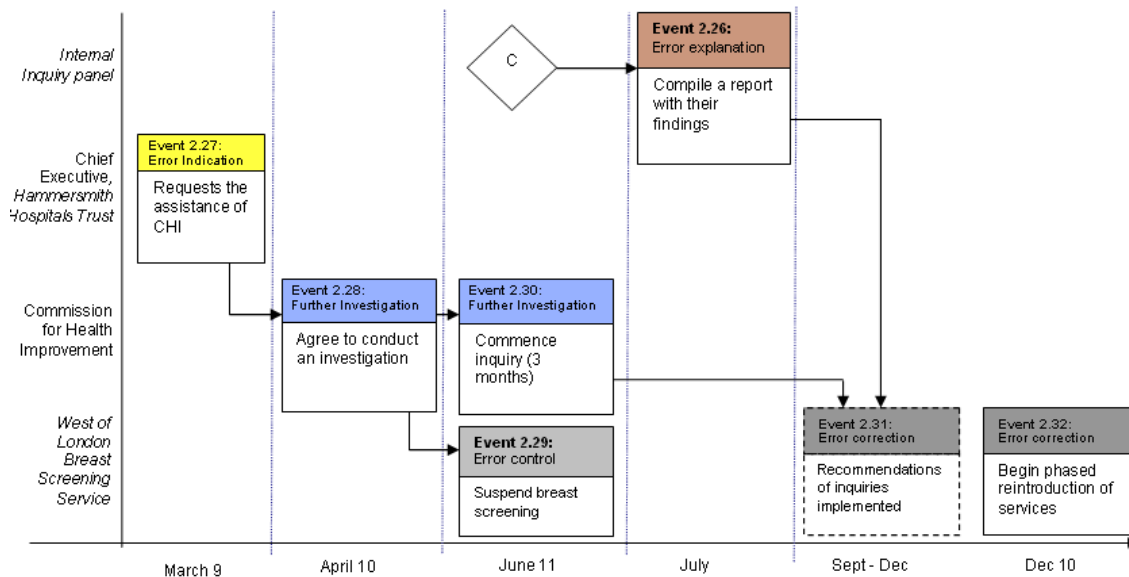 Internal
Inquiry panel
C
Event 2.26:
Error explanation
Compile a report
with their
findings
Chief
Executive,
Hammersmith
Hospitals Trust
Event 2.27:
Error Indication
Requests the
assistance of
CHI
Commission
for Health
Improvement
Event 2.28:
Further Investigation
Agree to conduct
an investigation
Event 2.30:
Further Investigation
Commence
inquiry (3
months)
West of
London
Breast
Screening
Service
Event 2.29:
Error control
Suspend breast
screening
Event 2.31:
Error correction
Recommendations
of inquiries
implemented
Event 2.32:
Error correction
Begin phased
reintroduction of
services
March 9
April 10
June 11
July
Sept - Dec
Dec 10